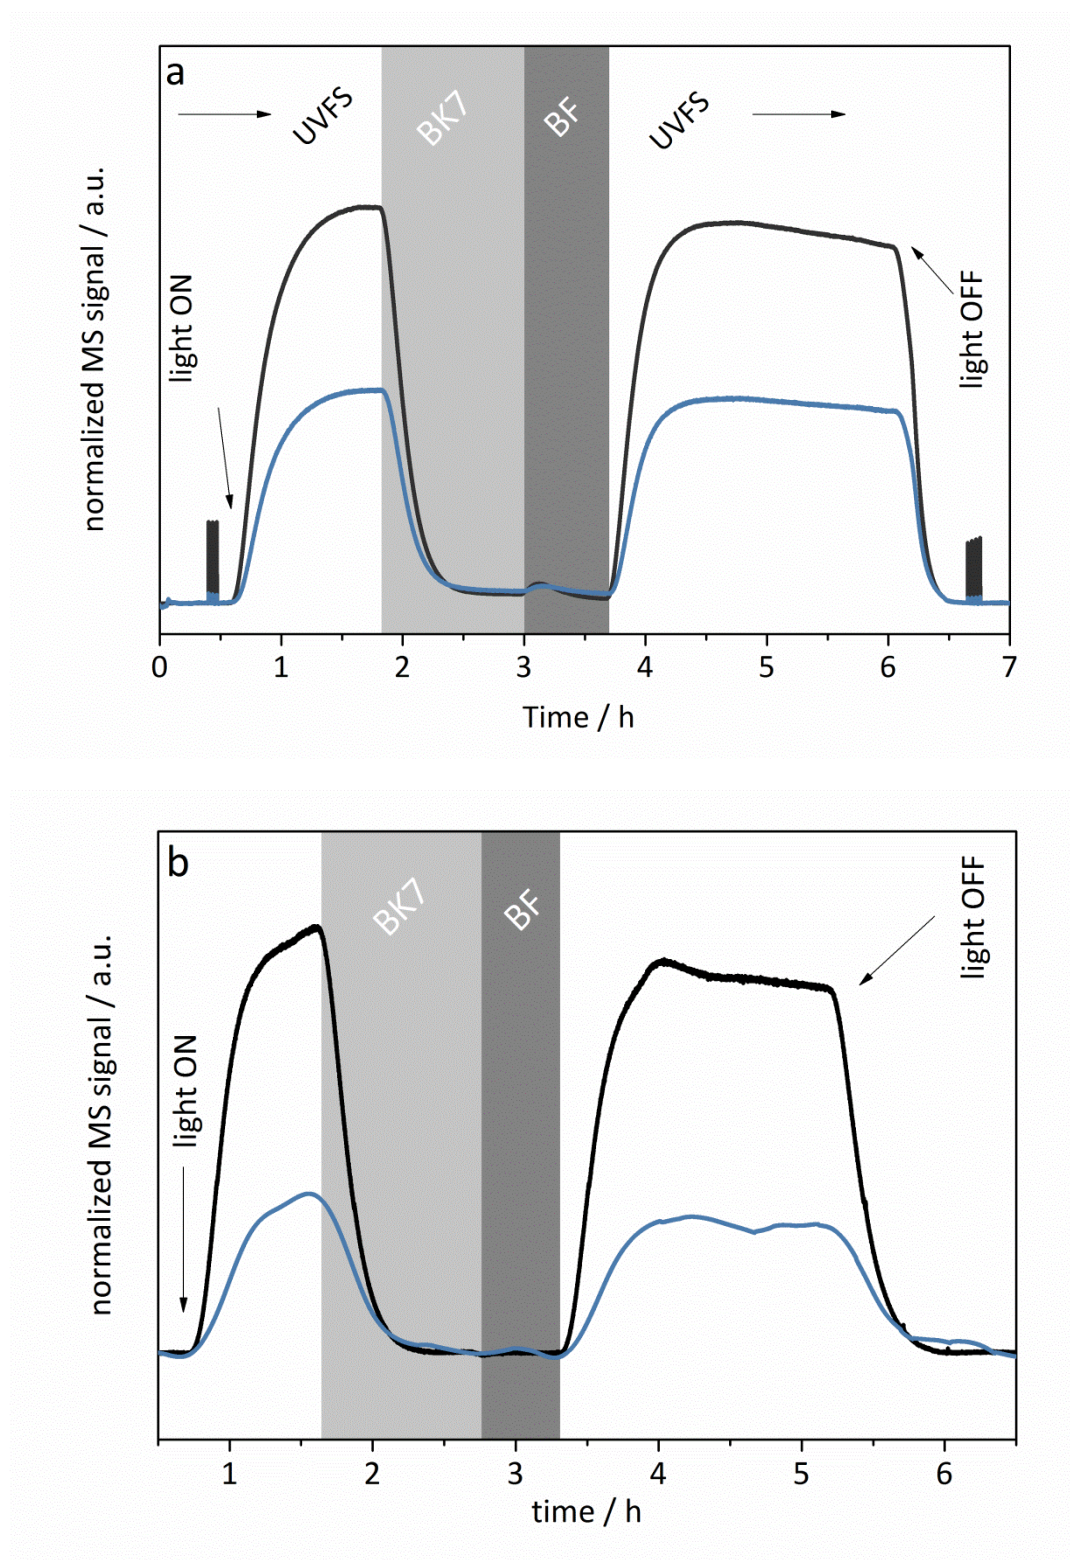 a
UVFS
BK7
BF
UVFS
normalized MS signal / a.u.
light ON
light OFF
0 1 2 3 4 5 6 7
Time / h
b
BK7
BF
light OFF
normalized MS signal / a.u.
light ON
1 2 3 4 5 6
time / h